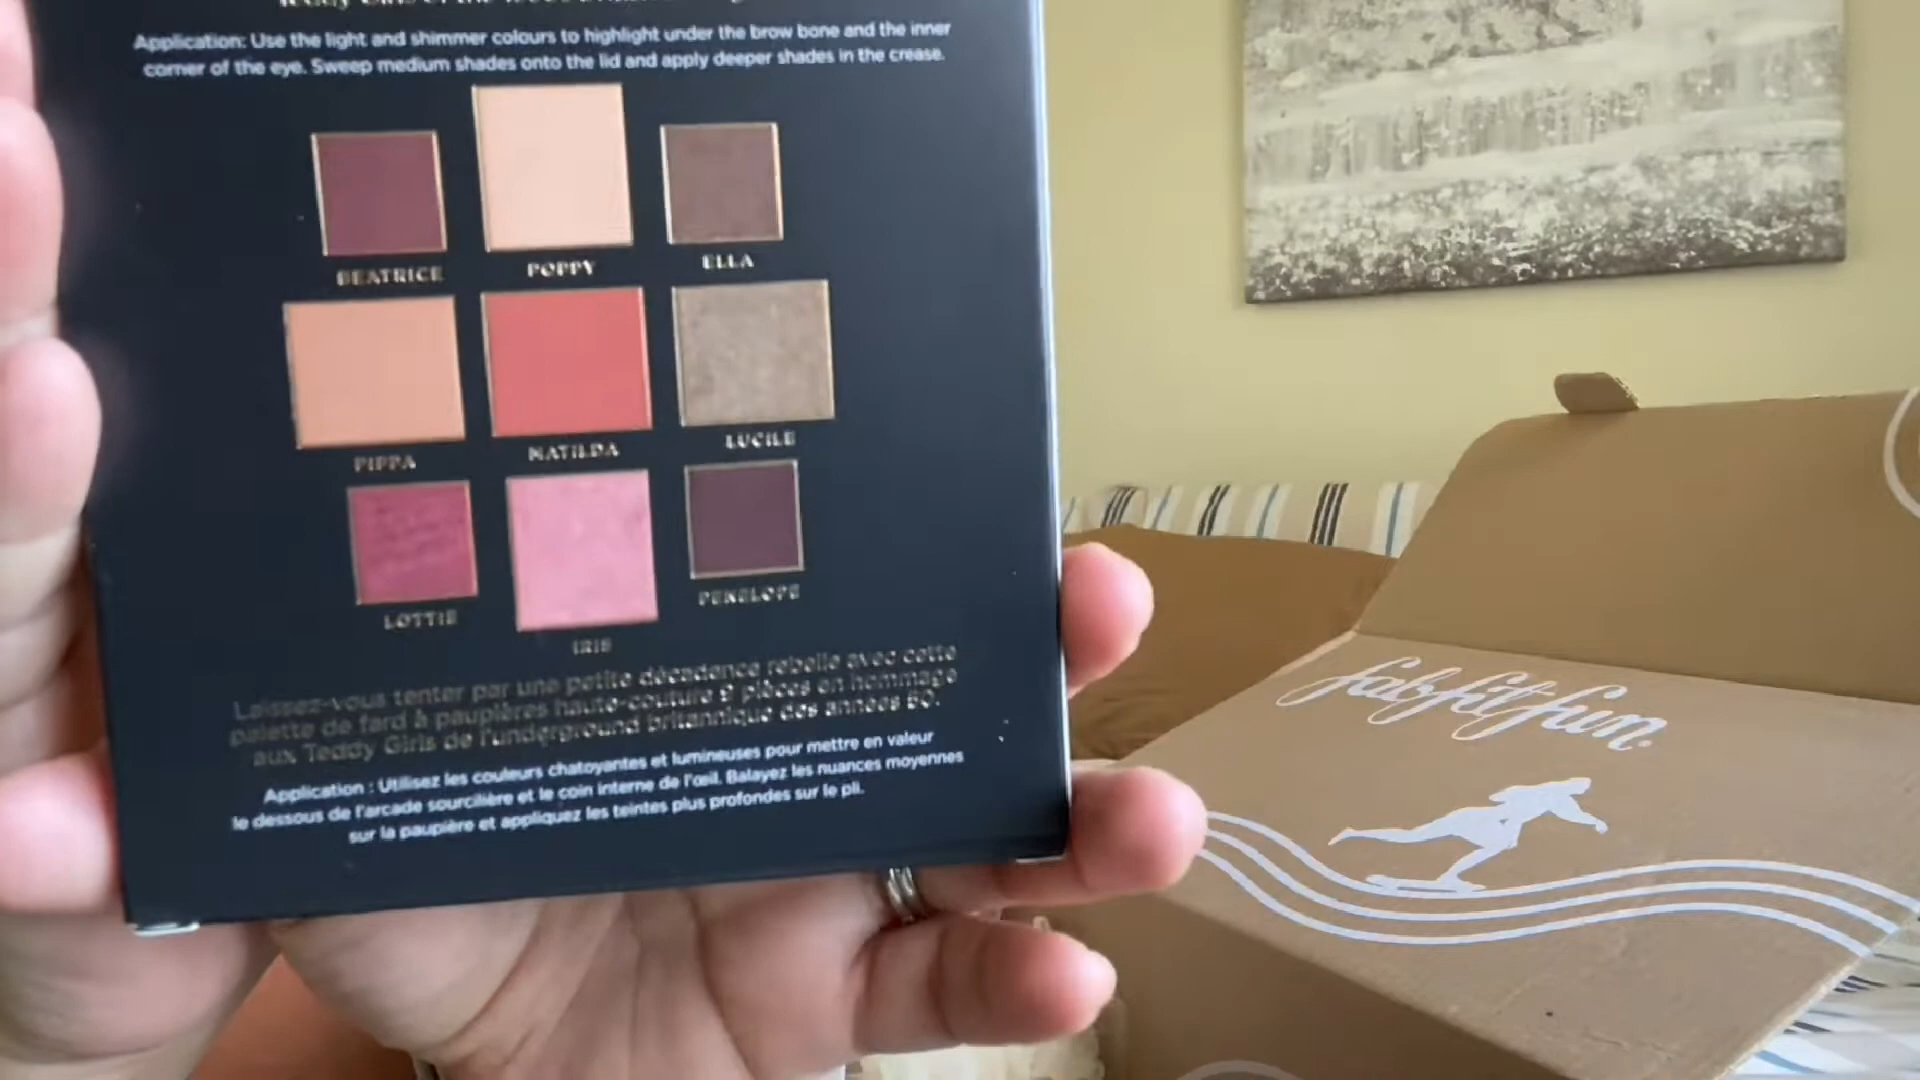 Teddy Girls of the
Application: Use the light and shimmer colours to highlight under the brow bone and the inner
corner of the eye. Sweep medium shades onto the lid and apply deeper shades in the crease.
BEATRICE
POPPY
ELLA
PIPPA
MATILDA
LUCILE
LOTTIE
IRIS
PENELOPE
Laissez-vous tenter par une petite décadence rebelle avec cette
palette de fard à paupières haute-couture 9 pièces en hommage
aux Teddy Girls de l'underground britannique des années 50.
Application : Utilisez les couleurs chatoyantes et lumineuses pour mettre en valeur
le dessous de l'arcade sourcilière et le coin interne de l'œil. Balayez les nuances moyennes
sur la paupière et appliquez les teintes plus profondes sur le pli.
fabfitfun.